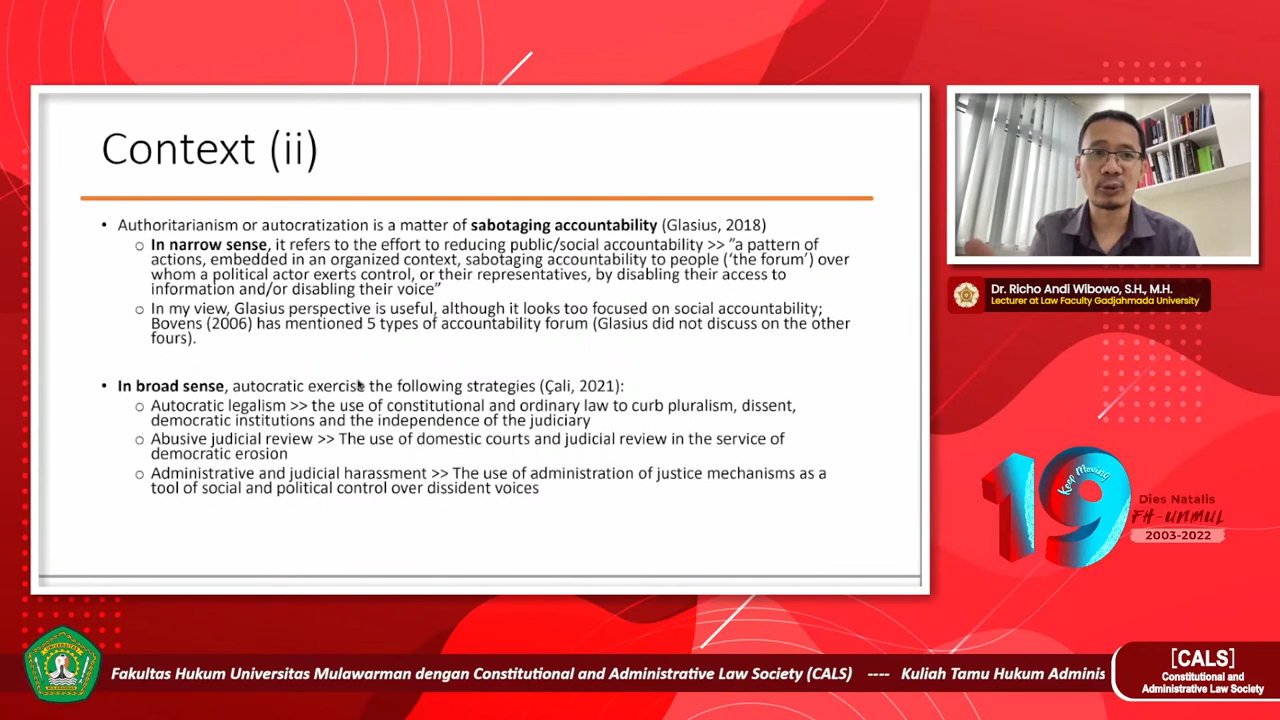 Context (ii)
• Authoritarianism or autocratization is a matter of sabotaging accountability (Glasius, 2018)
o In narrow sense, it refers to the effort to reducing public/social accountability >> ”a pattern of
actions, embedded in an organized context, sabotaging accountability to people (‘the forum’) over
whom a political actor exerts control, or their representatives, by disabling their access to
information and/or disabling their voice”
o In my view, Glasius perspective is useful, although it looks too focused on social accountability;
Bovens (2006) has mentioned 5 types of accountability forum (Glasius did not discuss on the other
fours).
• In broad sense, autocratic exercise the following strategies (Çali, 2021):
o Autocratic legalism >> the use of constitutional and ordinary law to curb pluralism, dissent,
democratic institutions and the independence of the judiciary
o Abusive judicial review >> The use of domestic courts and judicial review in the service of
democratic erosion
o Administrative and judicial harassment >> The use of administration of justice mechanisms as a
tool of social and political control over dissident voices
Dr. Richo Andi Wibowo, S.H., M.H.
Lecturer at Law Faculty Gadjahmada University
19
Keep Moving
Dies Natalis
FH-UNMUL
2003-2022
Fakultas Hukum Universitas Mulawarman dengan Constitutional and Administrative Law Society (CALS) ---- Kuliah Tamu Hukum Adminis
[CALS]
Constitutional and
Administrative Law Society